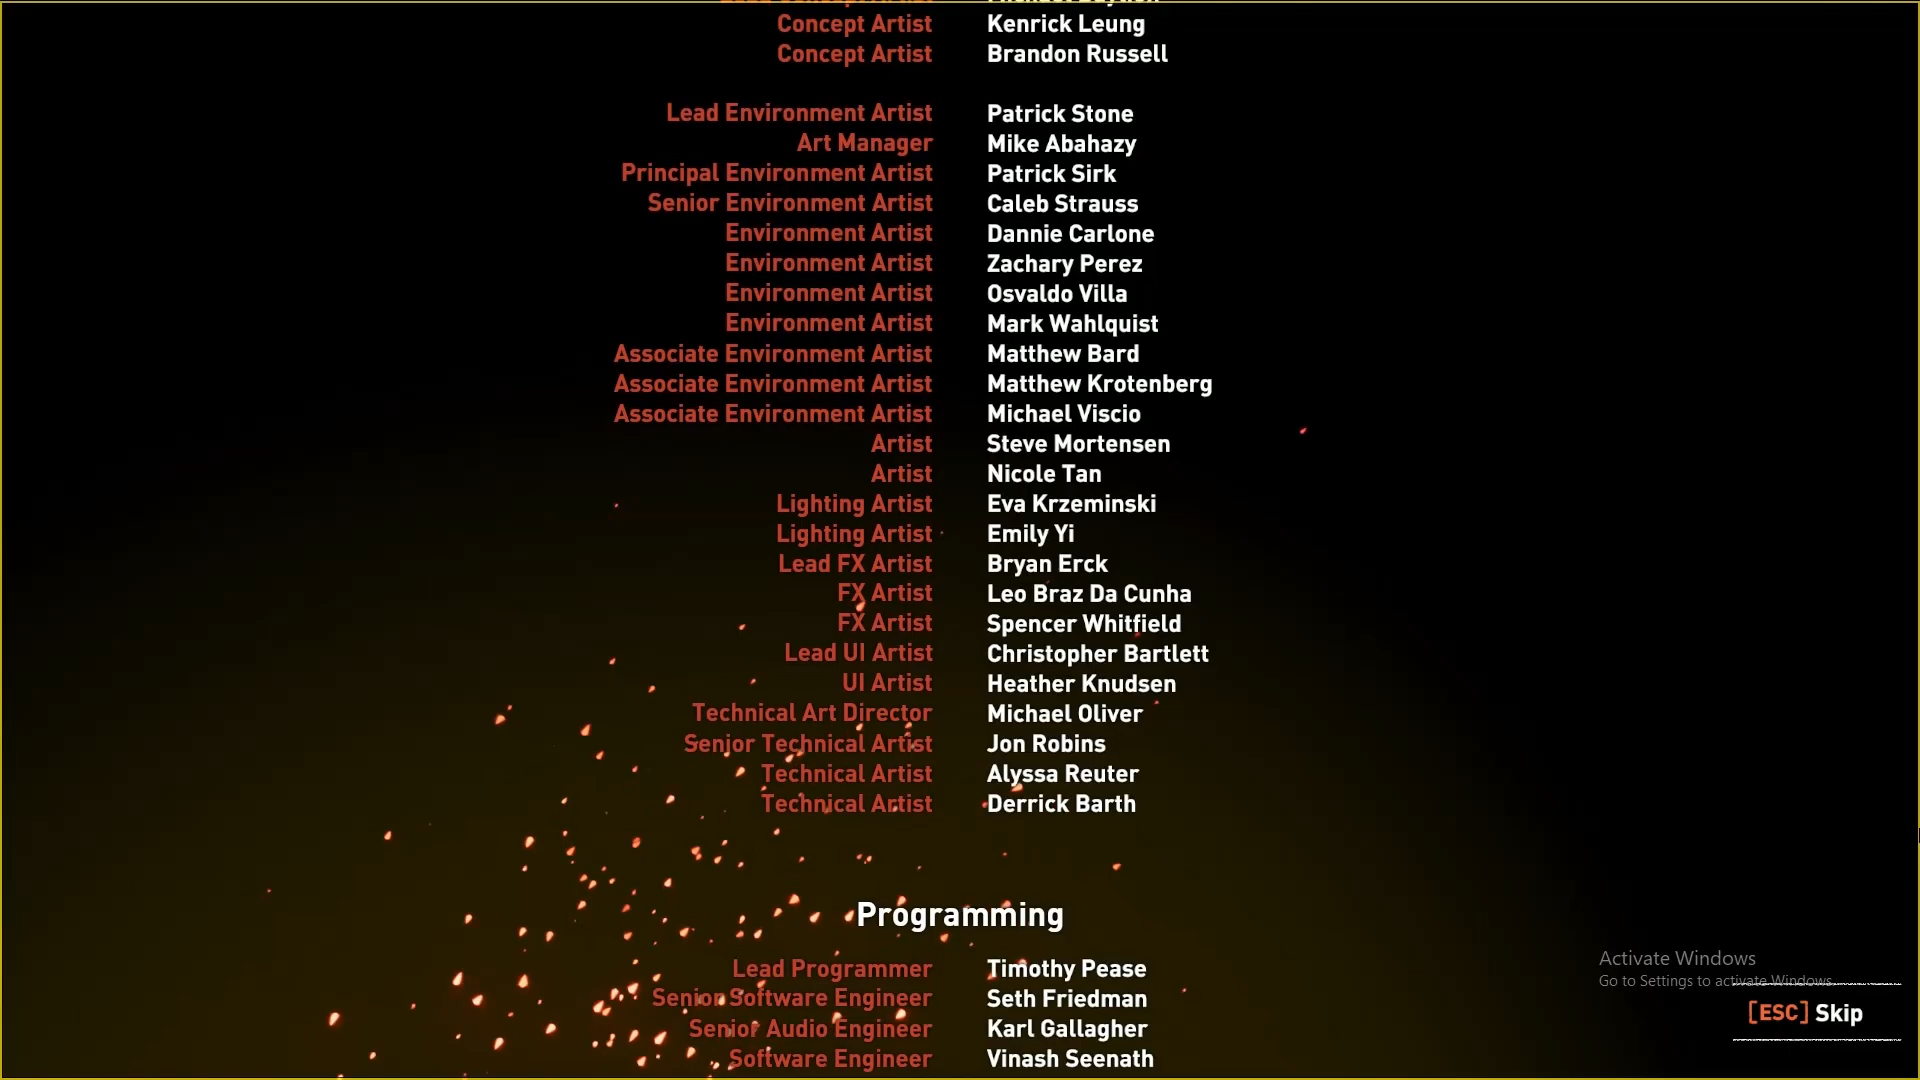 Concept Artist Kenrick Leung
Concept Artist Brandon Russell
Lead Environment Artist Patrick Stone
Art Manager Mike Abahazy
Principal Environment Artist Patrick Sirk
Senior Environment Artist Caleb Strauss
Environment Artist Dannie Carlone
Environment Artist Zachary Perez
Environment Artist Osvaldo Villa
Environment Artist Mark Wahlquist
Associate Environment Artist Matthew Bard
Associate Environment Artist Matthew Krotenberg
Associate Environment Artist Michael Viscio
Artist Steve Mortensen
Artist Nicole Tan
Lighting Artist Eva Krzeminski
Lighting Artist Emily Yi
Lead FX Artist Bryan Erck
FX Artist Leo Braz Da Cunha
FX Artist Spencer Whitfield
Lead UI Artist Christopher Bartlett
UI Artist Heather Knudsen
Technical Art Director Michael Oliver
Senior Technical Artist Jon Robins
Technical Artist Alyssa Reuter
Technical Artist Derrick Barth
Programming
Lead Programmer Timothy Pease
Senior Software Engineer Seth Friedman
Senior Audio Engineer Karl Gallagher
Software Engineer Vinash Seenath
Activate Windows
Go to Settings to activate Windows.
[ESC] Skip